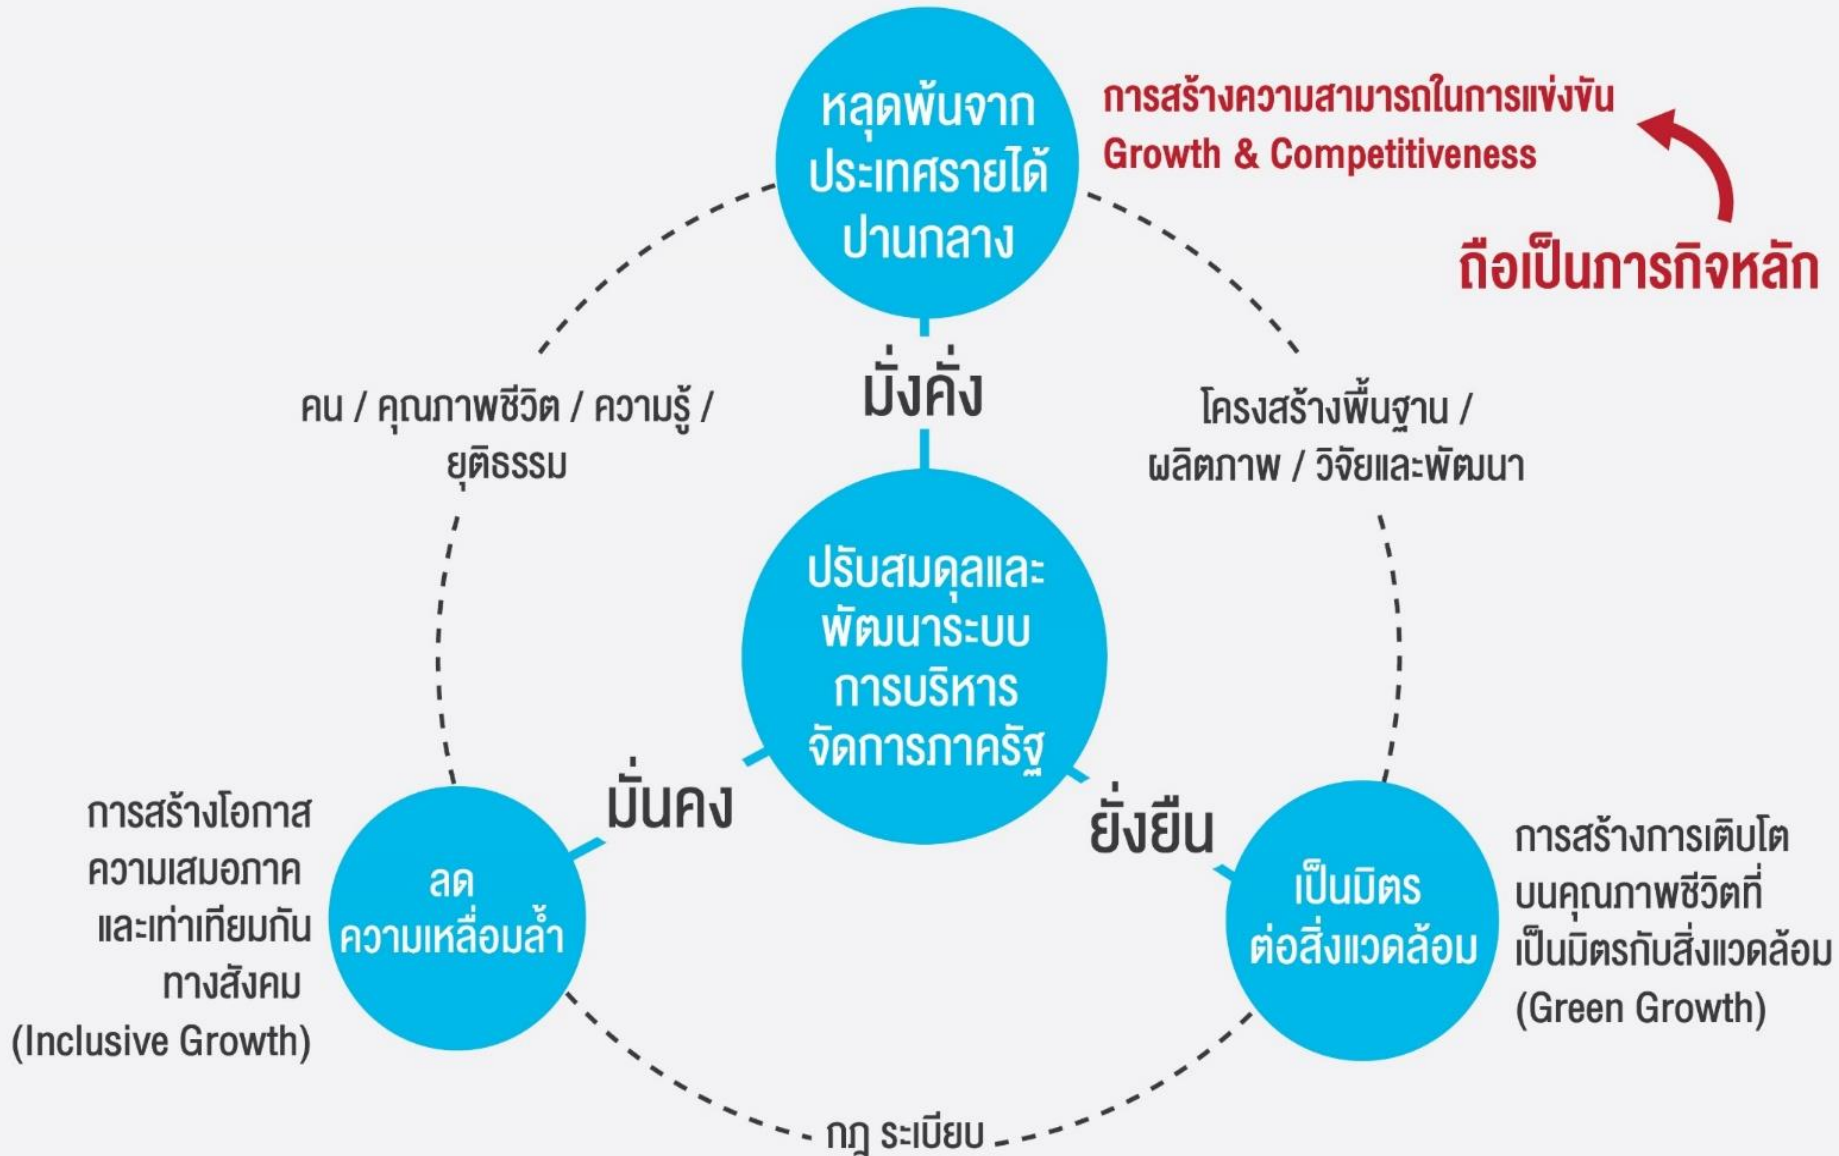 หลุดพ้นจาก
ประเทศรายได้
ปานกลาง
การสร้างความสามารถในการแข่งขัน
Growth & Competitiveness
ถือเป็นภารกิจหลัก
มั่งคั่ง
คน / คุณภาพชีวิต / ความรู้ /
ยุติธรรม
โครงสร้างพื้นฐาน /
ผลิตภาพ / วิจัยและพัฒนา
ปรับสมดุลและ
พัฒนาระบบ
การบริหาร
จัดการภาครัฐ
มั่นคง
ยั่งยืน
การสร้างโอกาส
ความเสมอภาค
และเท่าเทียมกัน
ทางสังคม
(Inclusive Growth)
ลด
ความเหลื่อมล้ำ
เป็นมิตร
ต่อสิ่งแวดล้อม
การสร้างการเติบโต
บนคุณภาพชีวิตที่
เป็นมิตรกับสิ่งแวดล้อม
(Green Growth)
กฎ ระเบียบ